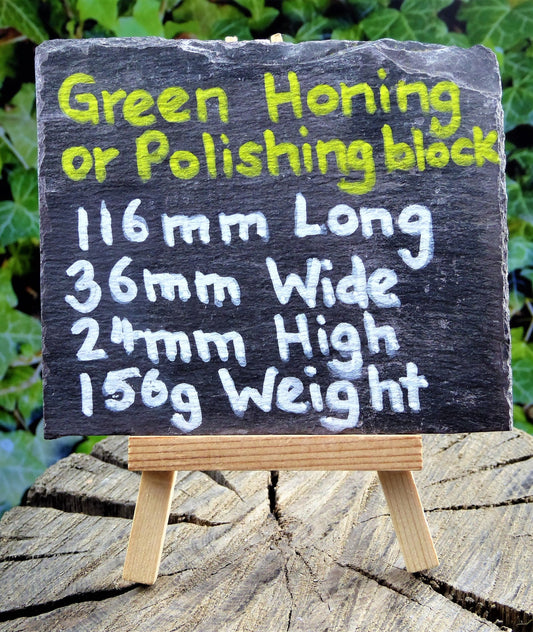 Green Honing
or Polishing block
116mm Long
36mm Wide
24mm High
156g Weight